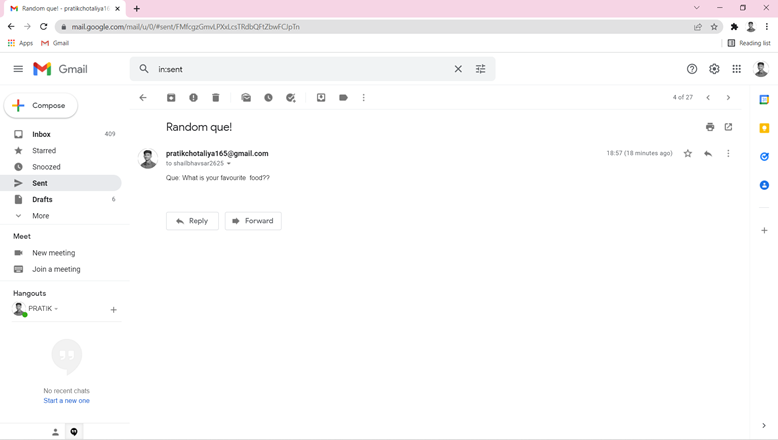 Random que! - pratikchotaliya16
mail.google.com/mail/u/0/#sent/FMfcgzGmvLPXxLcsTRdbQFtZbwFCJpTn
Apps
Gmail
Reading list
Gmail
in:sent
Compose
4 of 27
Inbox 409
Starred
Snoozed
Sent
Drafts 6
More
Random que!
pratikchotaliya165@gmail.com
18:57 (18 minutes ago)
to shailbhavsar2625
Que: What is your favourite food??
Reply
Forward
Meet
New meeting
Join a meeting
Hangouts
PRATIK
No recent chats
Start a new one